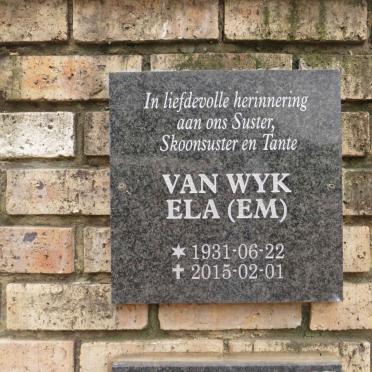 In liefdevolle herinnering
aan ons Suster,
Skoonsuster en Tante
VAN WYK
ELA (EM)
✶ 1931-06-22
✝ 2015-02-01